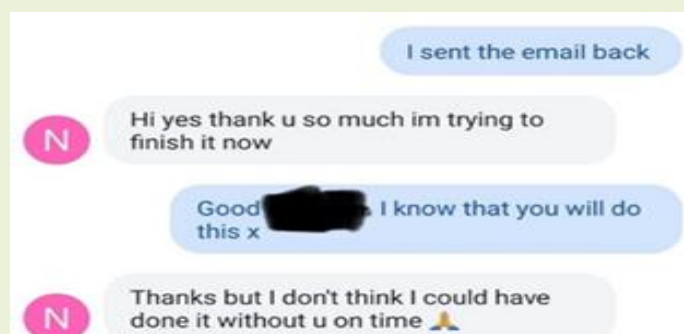 I sent the email back
Hi yes thank u so much im trying to
N
finish it now
Good I know that you will do
this x
Thanks but I don't think I could have
N
done it without u on time 🙏